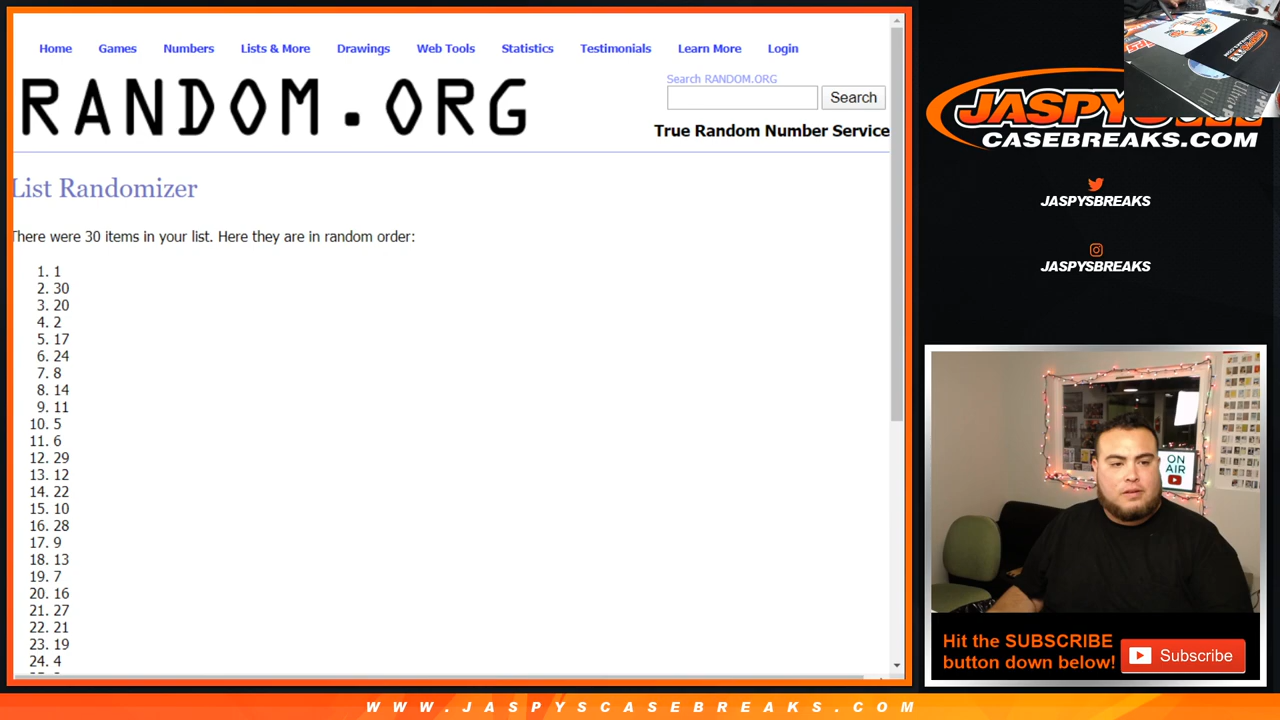 Home Games Numbers Lists & More Drawings Web Tools Statistics Testimonials Learn More Login
RANDOM.ORG
Search RANDOM.ORG
Search
True Random Number Service
List Randomizer
There were 30 items in your list. Here they are in random order:
1. 1
2. 30
3. 20
4. 2
5. 17
6. 24
7. 8
8. 14
9. 11
10. 5
11. 6
12. 29
13. 12
14. 22
15. 10
16. 28
17. 9
18. 13
19. 7
20. 16
21. 27
22. 21
23. 19
24. 4
CASEBREAKS.COM
JASPYSBREAKS
JASPYSBREAKS
ON
AIR
Hit the SUBSCRIBE
button down below!
Subscribe
WWW.JASPYSCASEBREAKS.COM